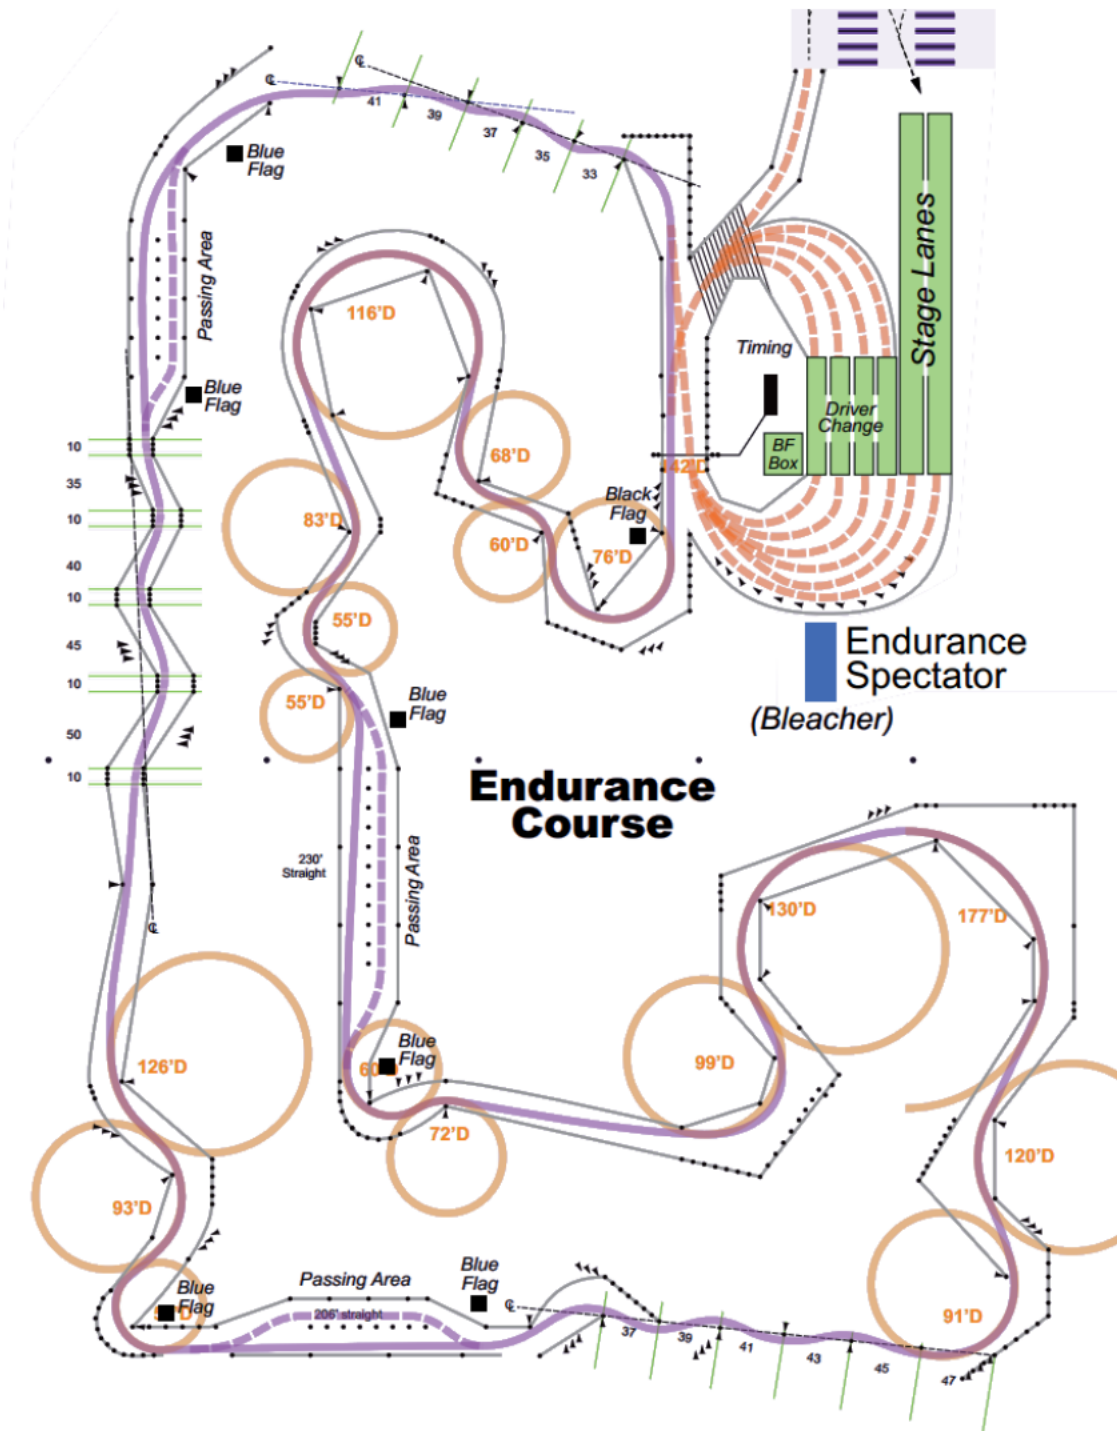 ℄
℄
41
39
37
35
33
Blue
Flag
Passing Area
Blue
Flag
116'D
Timing
Stage Lanes
Driver
Change
BF
Box
10
35
10
40
10
45
10
50
10
68'D
142'D
Black
Flag
83'D
60'D
76'D
55'D
55'D
Blue
Flag
Endurance
Spectator
(Bleacher)
Endurance
Course
230'
Straight
Passing Area
℄
130'D
177'D
126'D
Blue
Flag
99'D
72'D
120'D
93'D
Blue
Flag
Passing Area
206' straight
Blue
Flag
℄
37
39
41
43
45
47
91'D